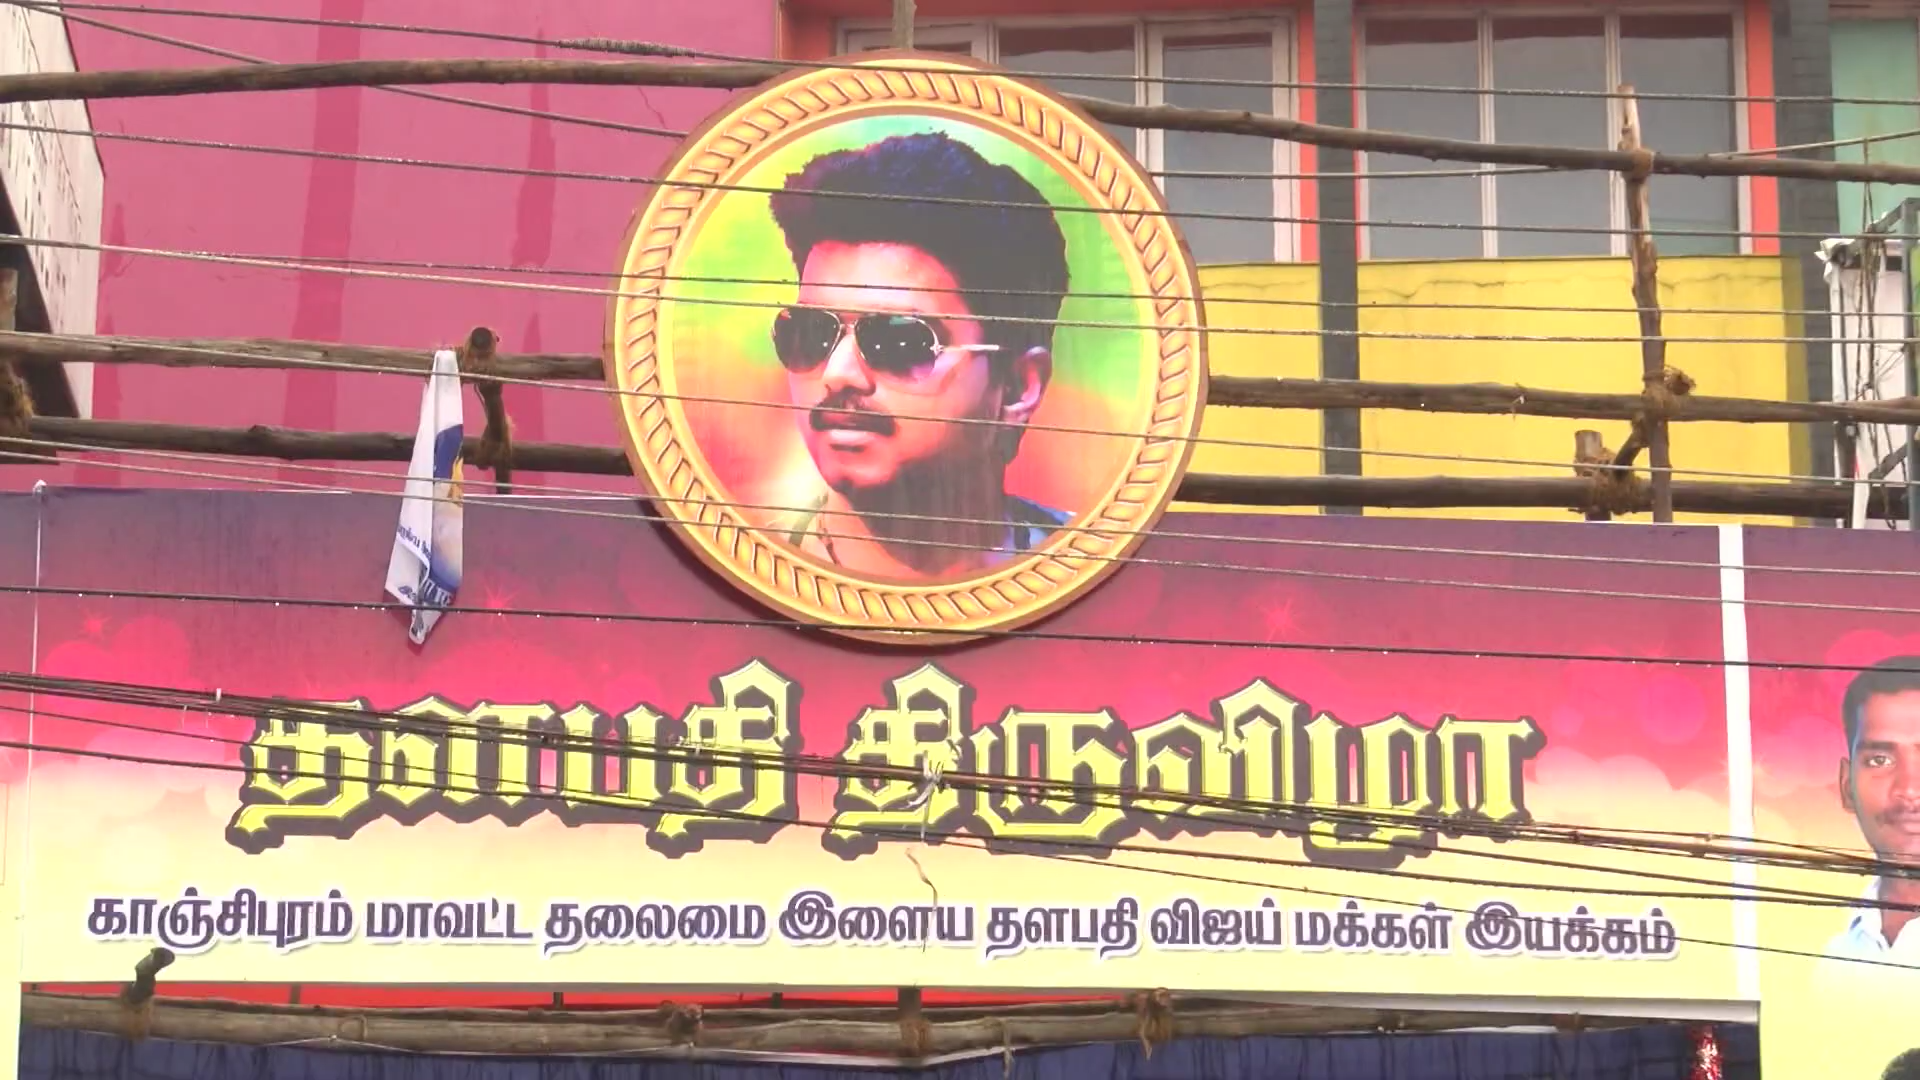 தளபதி திருவிழா
காஞ்சிபுரம் மாவட்ட தலைமை இளைய தளபதி விஜய் மக்கள் இயக்கம்